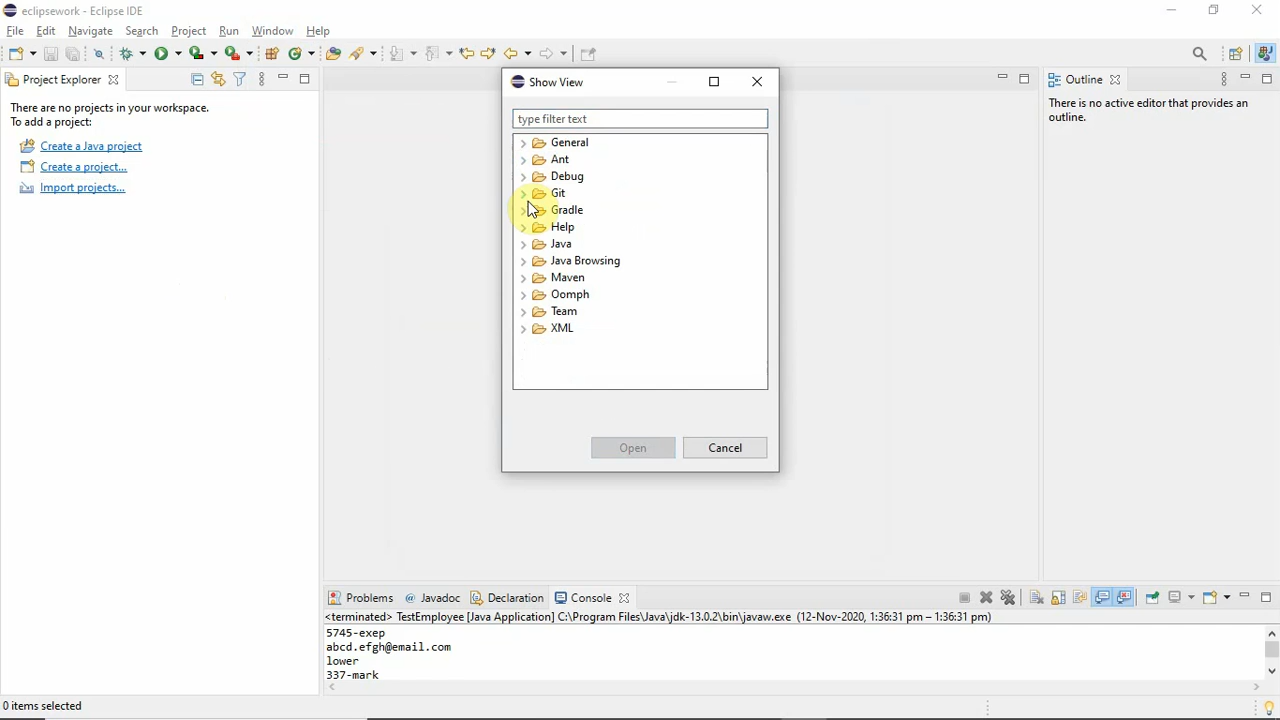 eclipsework - Eclipse IDE
File Edit Navigate Search Project Run Window Help
Project Explorer
There are no projects in your workspace.
To add a project:
Create a Java project
Create a project...
Import projects...
Show View
type filter text
General
Ant
Debug
Git
Gradle
Help
Java
Java Browsing
Maven
Oomph
Team
XML
Open Cancel
Outline
There is no active editor that provides an
outline.
Problems @ Javadoc Declaration Console
<terminated> TestEmployee [Java Application] C:\Program Files\Java\jdk-13.0.2\bin\javaw.exe (12-Nov-2020, 1:36:31 pm – 1:36:31 pm)
5745-exep
abcd.efgh@email.com
lower
337-mark
0 items selected